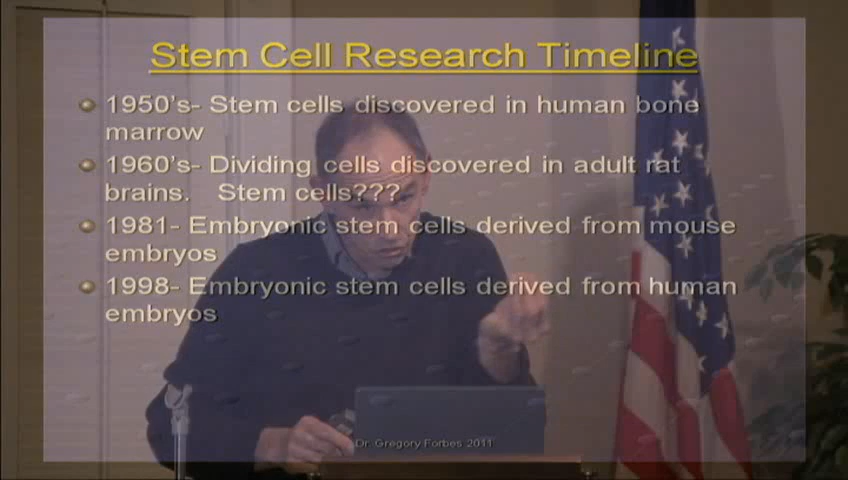 Stem Cell Research Timeline
1950's- Stem cells discovered in human bone
marrow
1960's- Dividing cells discovered in adult rat
brains. Stem cells???
1981- Embryonic stem cells derived from mouse
embryos
1998- Embryonic stem cells derived from human
embryos
Dr. Gregory Forbes 2011